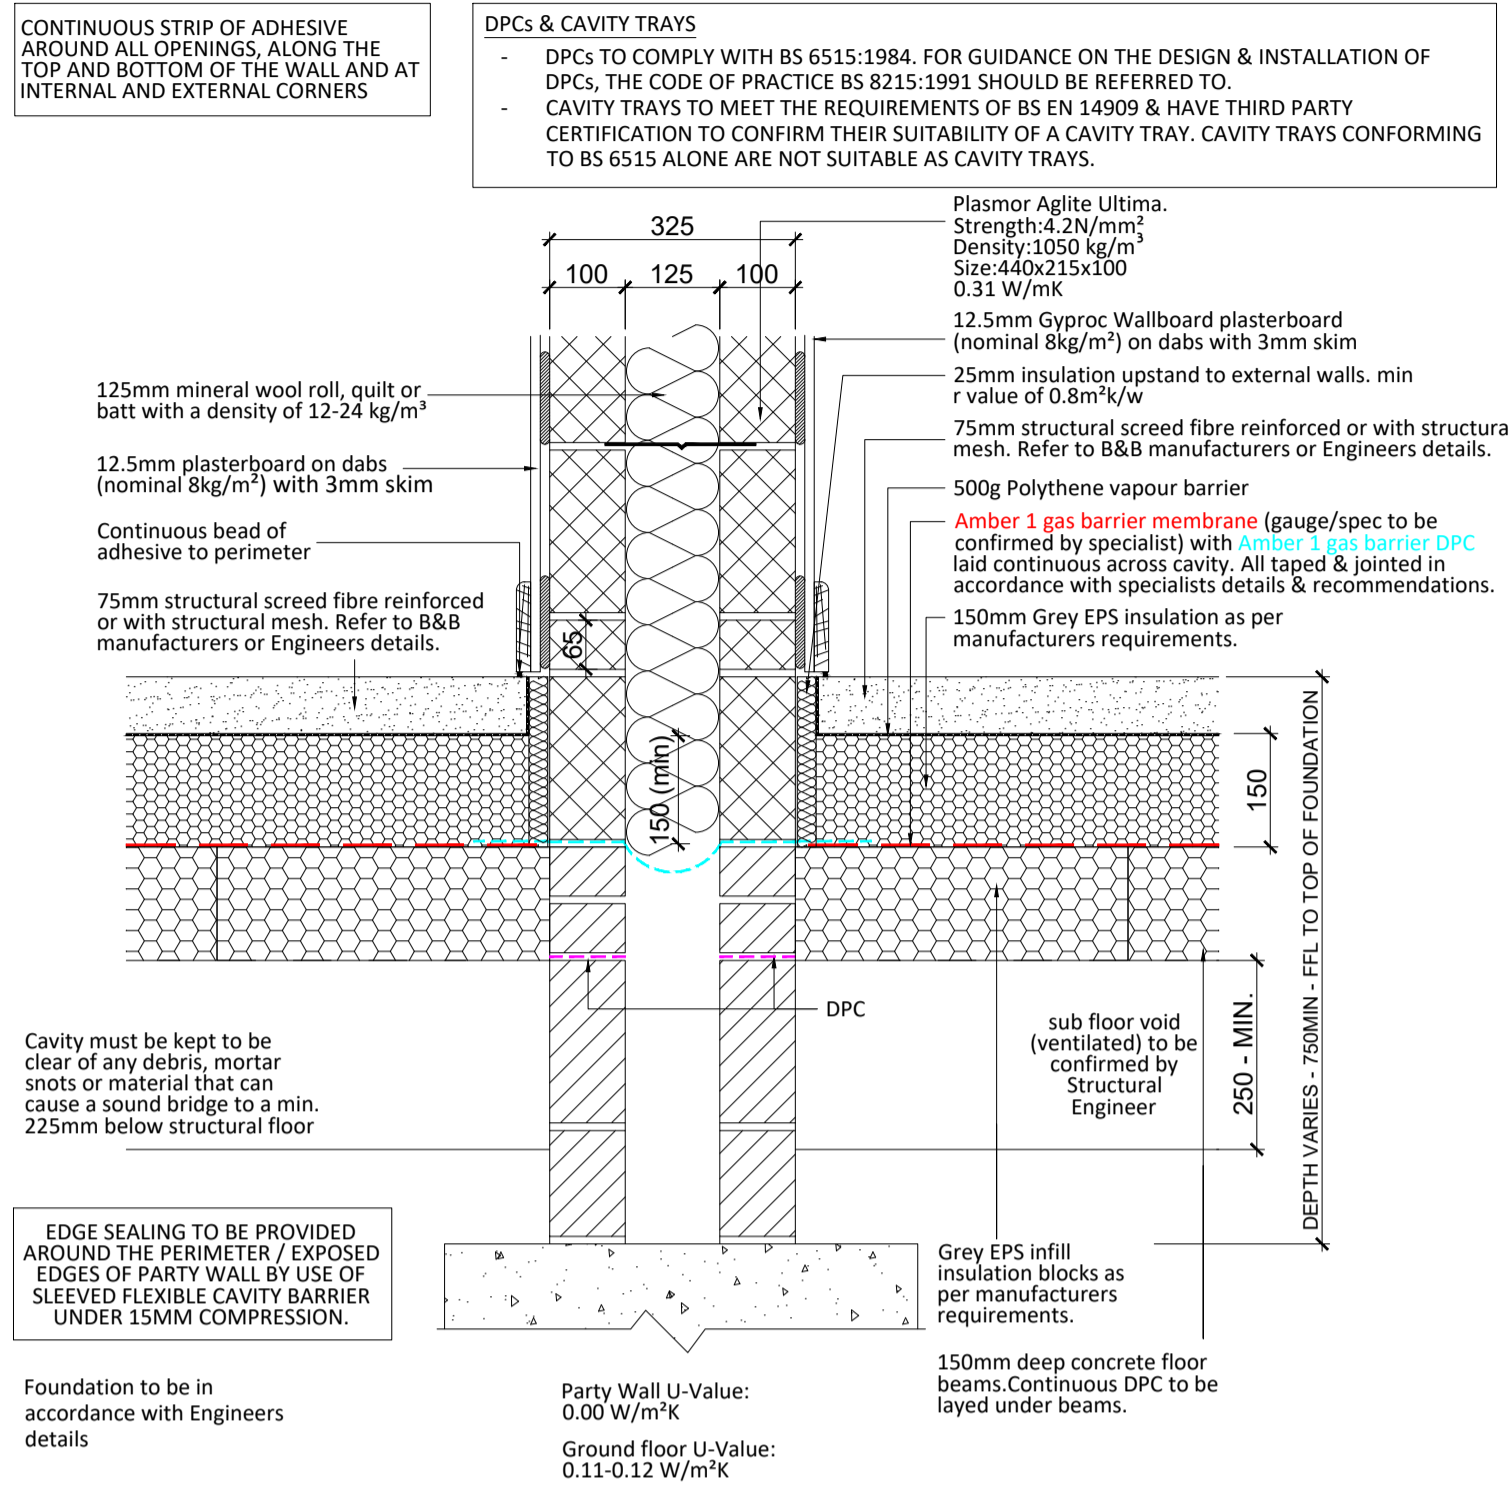 CONTINUOUS STRIP OF ADHESIVE
AROUND ALL OPENINGS, ALONG THE
TOP AND BOTTOM OF THE WALL AND AT
INTERNAL AND EXTERNAL CORNERS
DPCs & CAVITY TRAYS
- DPCs TO COMPLY WITH BS 6515:1984. FOR GUIDANCE ON THE DESIGN & INSTALLATION OF
DPCs, THE CODE OF PRACTICE BS 8215:1991 SHOULD BE REFERRED TO.
- CAVITY TRAYS TO MEET THE REQUIREMENTS OF BS EN 14909 & HAVE THIRD PARTY
CERTIFICATION TO CONFIRM THEIR SUITABILITY OF A CAVITY TRAY. CAVITY TRAYS CONFORMING
TO BS 6515 ALONE ARE NOT SUITABLE AS CAVITY TRAYS.
325
100 125 100
Plasmor Aglite Ultima.
Strength:4.2N/mm²
Density:1050 kg/m³
Size:440x215x100
0.31 W/mK
12.5mm Gyproc Wallboard plasterboard
(nominal 8kg/m²) on dabs with 3mm skim
25mm insulation upstand to external walls. min
r value of 0.8m²k/w
75mm structural screed fibre reinforced or with structura
mesh. Refer to B&B manufacturers or Engineers details.
500g Polythene vapour barrier
Amber 1 gas barrier membrane (gauge/spec to be
confirmed by specialist) with Amber 1 gas barrier DPC
laid continuous across cavity. All taped & jointed in
accordance with specialists details & recommendations.
150mm Grey EPS insulation as per
manufacturers requirements.
125mm mineral wool roll, quilt or
batt with a density of 12-24 kg/m³
12.5mm plasterboard on dabs
(nominal 8kg/m²) with 3mm skim
Continuous bead of
adhesive to perimeter
75mm structural screed fibre reinforced
or with structural mesh. Refer to B&B
manufacturers or Engineers details.
65
150 (min)
150
DEPTH VARIES - 750MIN - FFL TO TOP OF FOUNDATION
250 - MIN.
DPC
sub floor void
(ventilated) to be
confirmed by
Structural
Engineer
Cavity must be kept to be
clear of any debris, mortar
snots or material that can
cause a sound bridge to a min.
225mm below structural floor
EDGE SEALING TO BE PROVIDED
AROUND THE PERIMETER / EXPOSED
EDGES OF PARTY WALL BY USE OF
SLEEVED FLEXIBLE CAVITY BARRIER
UNDER 15MM COMPRESSION.
Grey EPS infill
insulation blocks as
per manufacturers
requirements.
150mm deep concrete floor
beams.Continuous DPC to be
layed under beams.
Foundation to be in
accordance with Engineers
details
Party Wall U-Value:
0.00 W/m²K
Ground floor U-Value:
0.11-0.12 W/m²K